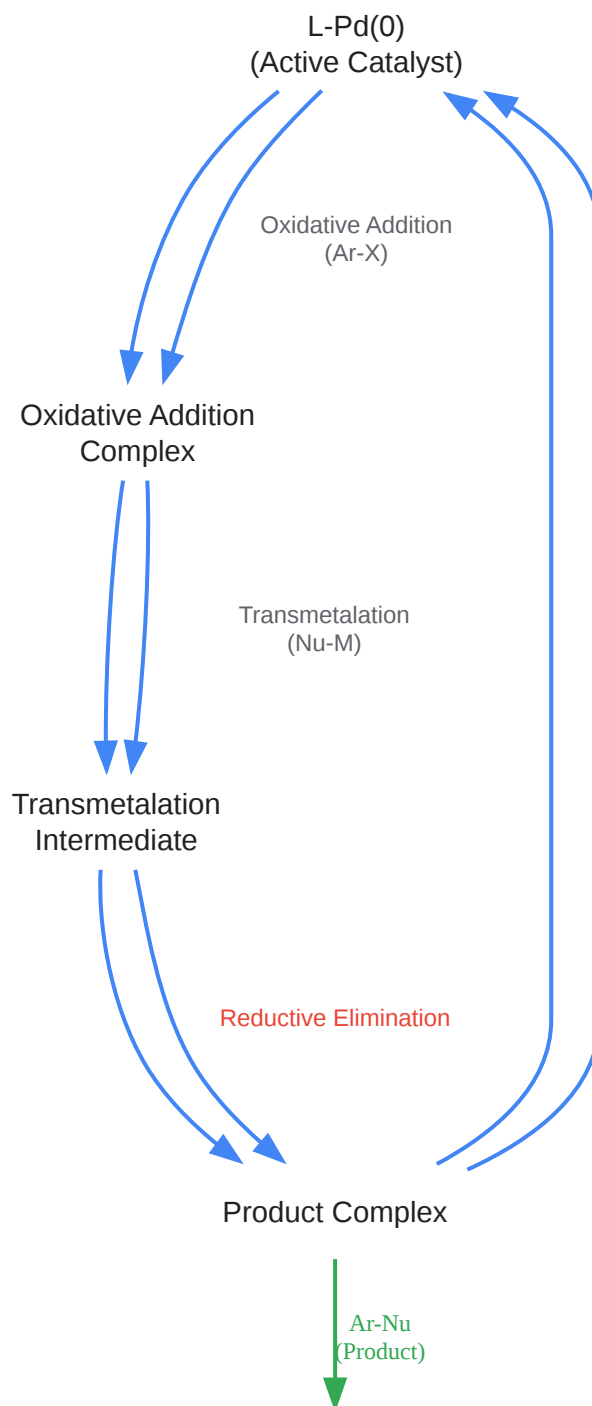 L-Pd(0)
(Active Catalyst)
Oxidative Addition
(Ar-X)
Oxidative Addition
Complex
Transmetalation
(Nu-M)
Transmetalation
Intermediate
Reductive Elimination
Product Complex
Ar-Nu
(Product)